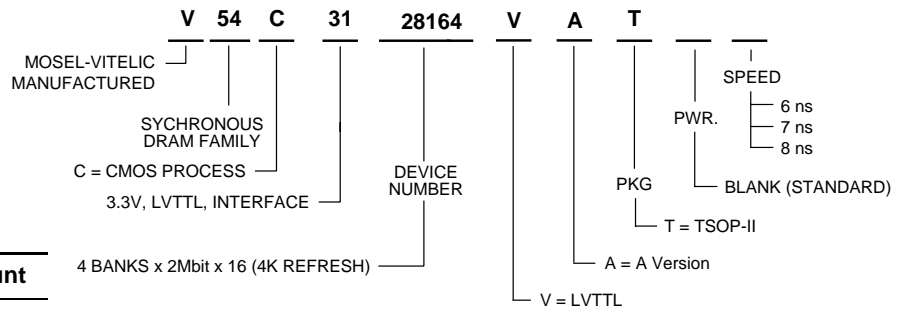 V 54 C 31 28164 V A T
MOSEL-VITELIC
MANUFACTURED
SYCHRONOUS
DRAM FAMILY
C = CMOS PROCESS
3.3V, LVTTL, INTERFACE
DEVICE
NUMBER
4 BANKS x 2Mbit x 16 (4K REFRESH)
V = LVTTL
A = A Version
PKG
T = TSOP-II
PWR.
BLANK (STANDARD)
SPEED
6 ns
7 ns
8 ns